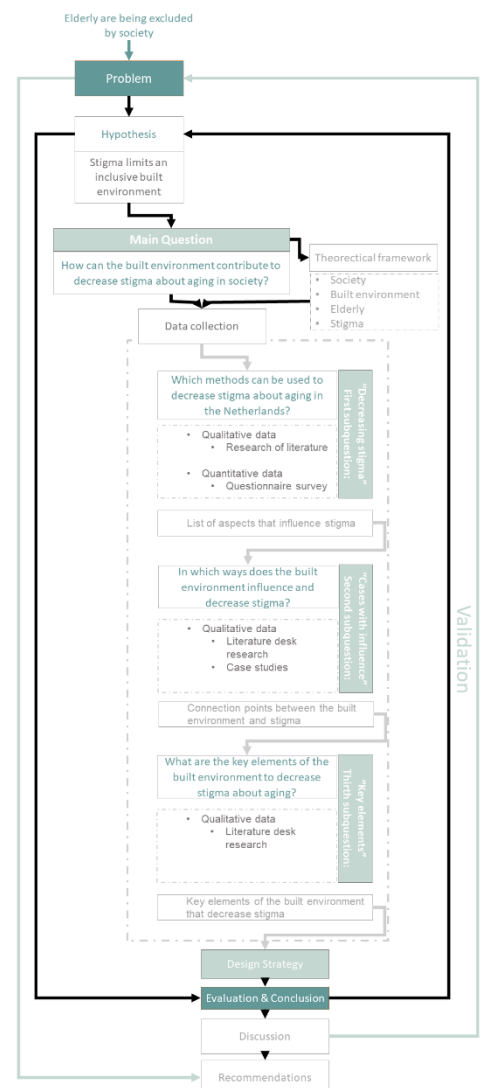 Elderly are being excluded
by society
Problem
Hypothesis
Stigma limits an
inclusive built
environment
Main Question
How can the built environment contribute to
decrease stigma about aging in society?
Theorectical framework
• Society
• Built environment
• Elderly
• Stigma
Data collection
Which methods can be used to
decrease stigma about aging in
the Netherlands?
• Qualitative data
• Research of literature
• Quantitative data
• Questionnaire survey
"Decreasing stigma"
First subquestion:
List of aspects that influence stigma
In which ways does the built
environment influence and
decrease stigma?
• Qualitative data
• Literature desk
research
• Case studies
"Cases with influence"
Second subquestion:
Connection points between the built
environment and stigma
What are the key elements of the
built environment to decrease
stigma about aging?
• Qualitative data
• Literature desk
research
"Key elements"
Thirth subquestion:
Key elements of the built environment
that decrease stigma
Design Strategy
Evaluation & Conclusion
Discussion
Recommendations
Validation